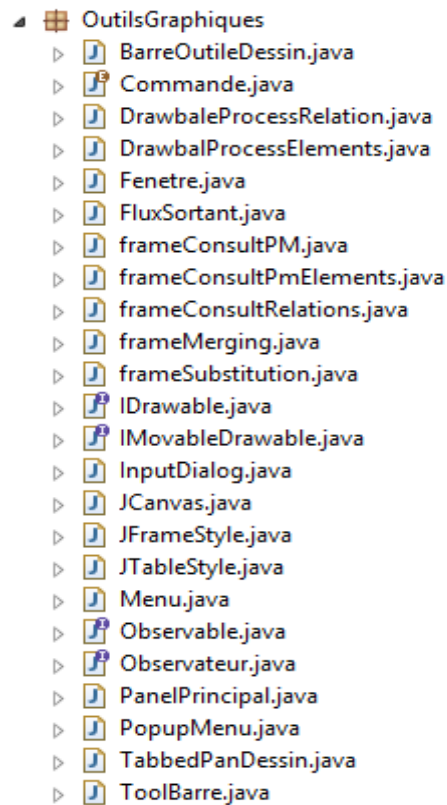 OutilsGraphiques
BarreOutileDessin.java
Commande.java
DrawbaleProcessRelation.java
DrawbalProcessElements.java
Fenetre.java
FluxSortant.java
frameConsultPM.java
frameConsultPmElements.java
frameConsultRelations.java
frameMerging.java
frameSubstitution.java
IDrawable.java
IMovableDrawable.java
InputDialog.java
JCanvas.java
JFrameStyle.java
JTableStyle.java
Menu.java
Observable.java
Observateur.java
PanelPrincipal.java
PopupMenu.java
TabbedPanDessin.java
ToolBarre.java